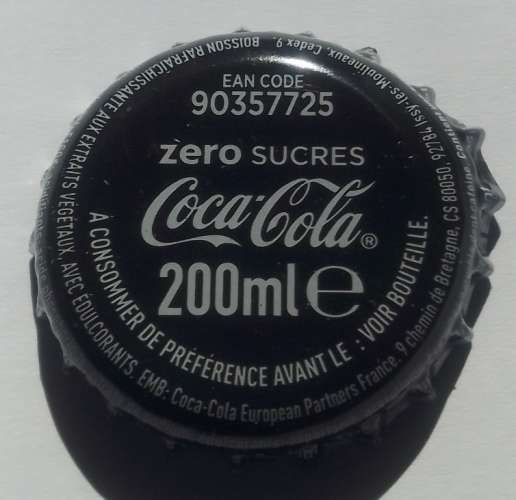 EAN CODE
90357725
zero SUCRES
Coca-Cola®
200ml e
À CONSOMMER DE PRÉFÉRENCE AVANT LE : VOIR BOUTEILLE.
BOISSON RAFRAÎCHISSANTE AUX EXTRAITS VÉGÉTAUX, AVEC ÉDULCORANTS. EMB: Coca-Cola European Partners France, 9 chemin de Bretagne, CS 80050, 92784 Issy-les-Moulineaux, Cedex 9.